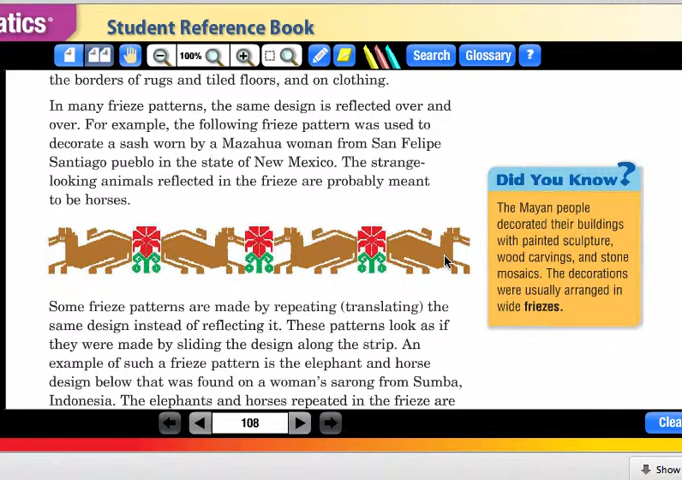 atics®
Student Reference Book
100%
Search
Glossary
?
the borders of rugs and tiled floors, and on clothing.
In many frieze patterns, the same design is reflected over and
over. For example, the following frieze pattern was used to
decorate a sash worn by a Mazahua woman from San Felipe
Santiago pueblo in the state of New Mexico. The strange-
looking animals reflected in the frieze are probably meant
to be horses.
Did You Know?
The Mayan people
decorated their buildings
with painted sculpture,
wood carvings, and stone
mosaics. The decorations
were usually arranged in
wide friezes.
Some frieze patterns are made by repeating (translating) the
same design instead of reflecting it. These patterns look as if
they were made by sliding the design along the strip. An
example of such a frieze pattern is the elephant and horse
design below that was found on a woman's sarong from Sumba,
Indonesia. The elephants and horses repeated in the frieze are
108
Clea
Show